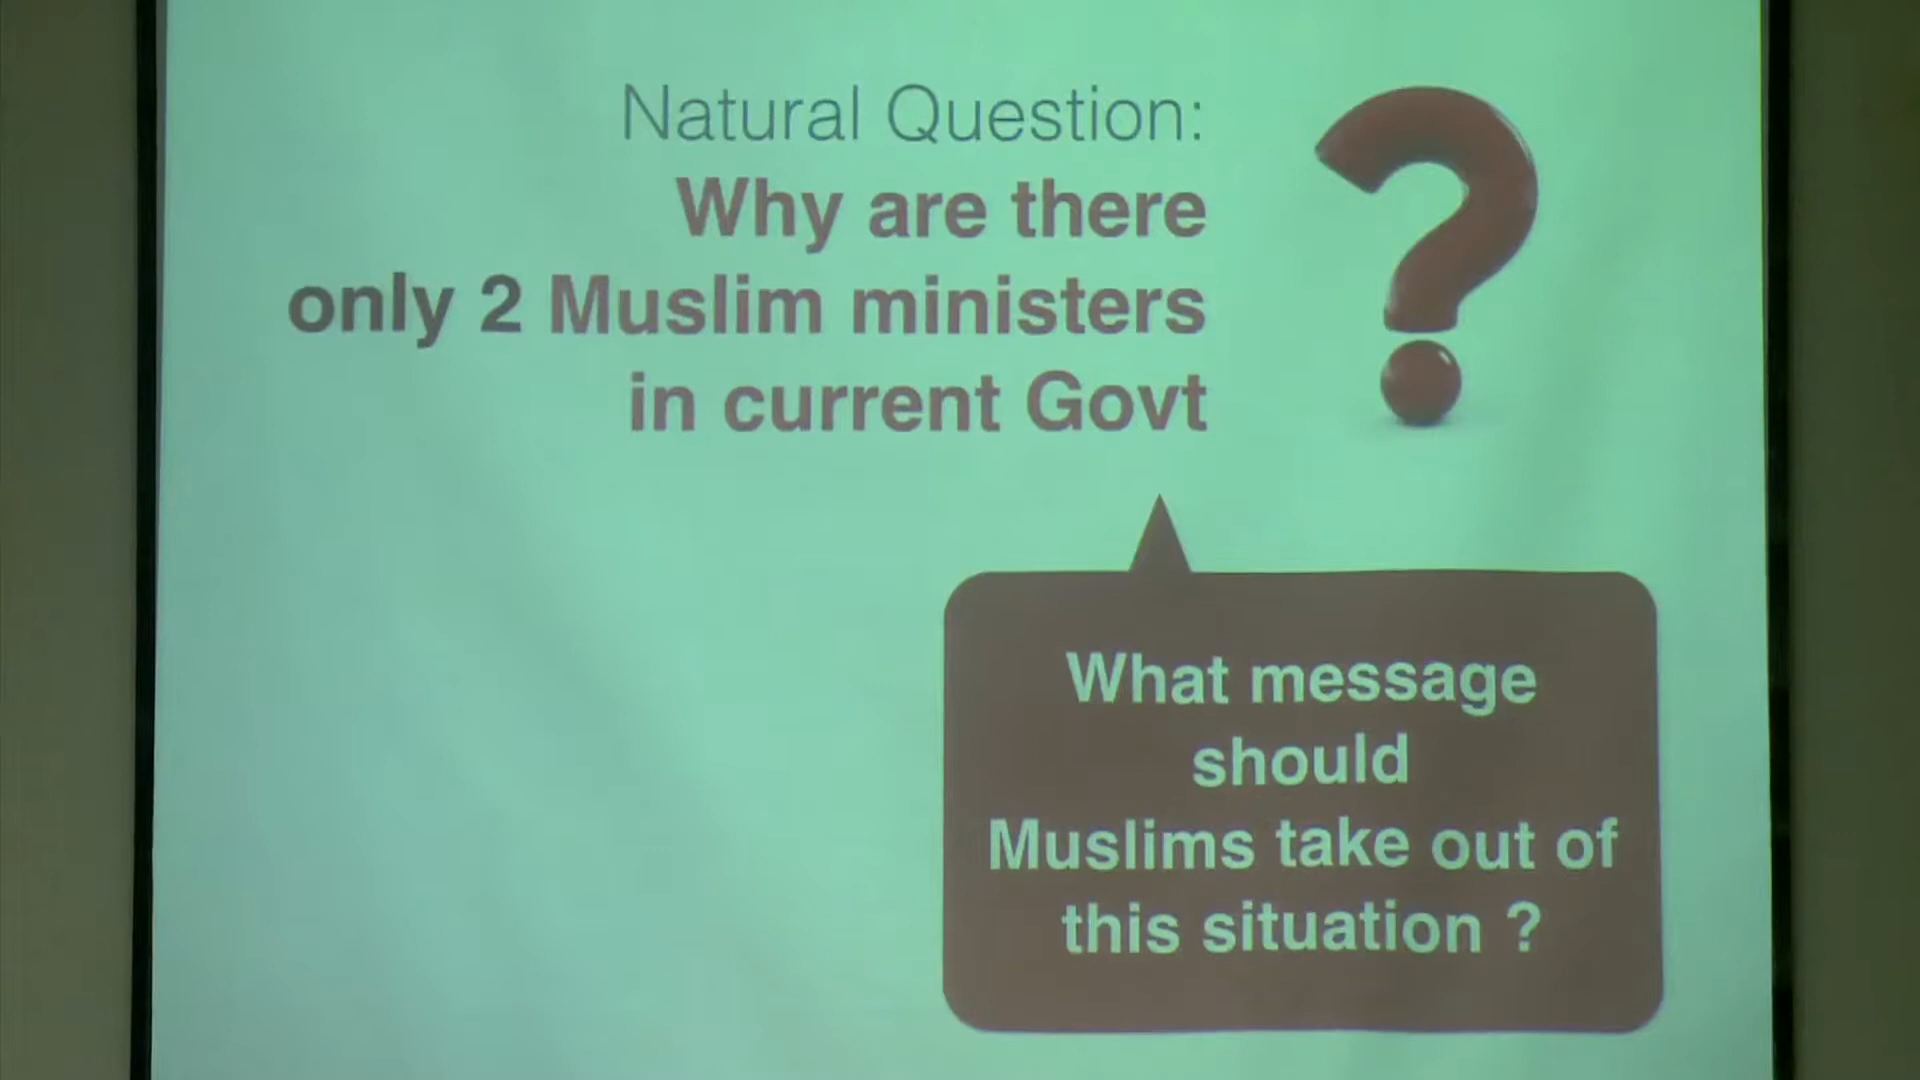 Natural Question:
Why are there
only 2 Muslim ministers
in current Govt
?
What message
should
Muslims take out of
this situation ?